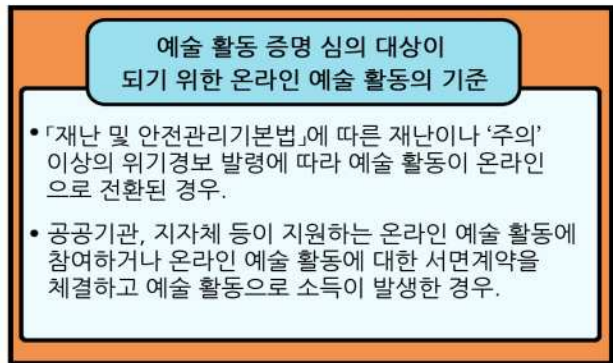 예술 활동 증명 심의 대상이
되기 위한 온라인 예술 활동의 기준
• ｢재난 및 안전관리기본법｣에 따른 재난이나 ‘주의’
이상의 위기경보 발령에 따라 예술 활동이 온라인
으로 전환된 경우.
• 공공기관, 지자체 등이 지원하는 온라인 예술 활동에
참여하거나 온라인 예술 활동에 대한 서면계약을
체결하고 예술 활동으로 소득이 발생한 경우.